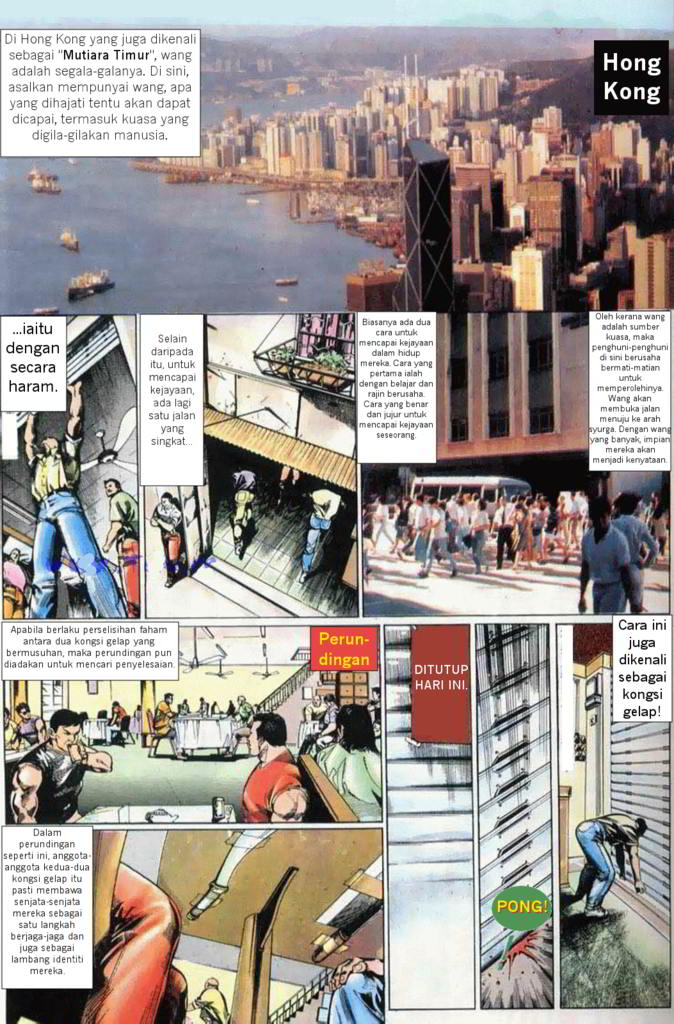 Hong
Kong
Di Hong Kong yang juga dikenali
sebagai "Mutiara Timur", wang
adalah segala-galanya. Di sini,
asalkan mempunyai wang, apa
yang dihajati tentu akan dapat
dicapai, termasuk kuasa yang
digila-gilakan manusia.
Oleh kerana wang
adalah sumber
kuasa, maka
penghuni-penghuni
di sini berusaha
bermati-matian
untuk
memperolehinya.
Wang akan
membuka jalan
menuju ke arah
syurga. Dengan wang
yang banyak, impian
mereka akan
menjadi kenyataan.
Biasanya ada dua
cara untuk
mencapai kejayaan
dalam hidup
mereka. Cara yang
pertama ialah
dengan belajar dan
rajin berusaha.
Cara yang benar
dan jujur untuk
mencapai kejayaan
seseorang.
Selain
daripada
itu, untuk
mencapai
kejayaan,
ada lagi
satu jalan
yang
singkat...
...iaitu
dengan
secara
haram.
Cara ini
juga
dikenali
sebagai
kongsi
gelap!
PONG!
DITUTUP
HARI INI.
Perun-
dingan
Apabila berlaku perselisihan faham
antara dua kongsi gelap yang
bermusuhan, maka perundingan pun
diadakan untuk mencari penyelesaian.
Dalam
perundingan
seperti ini, anggota-
anggota kedua-dua
kongsi gelap itu
pasti membawa
senjata-senjata
mereka sebagai
satu langkah
berjaga-jaga dan
juga sebagai
lambang identiti
mereka.